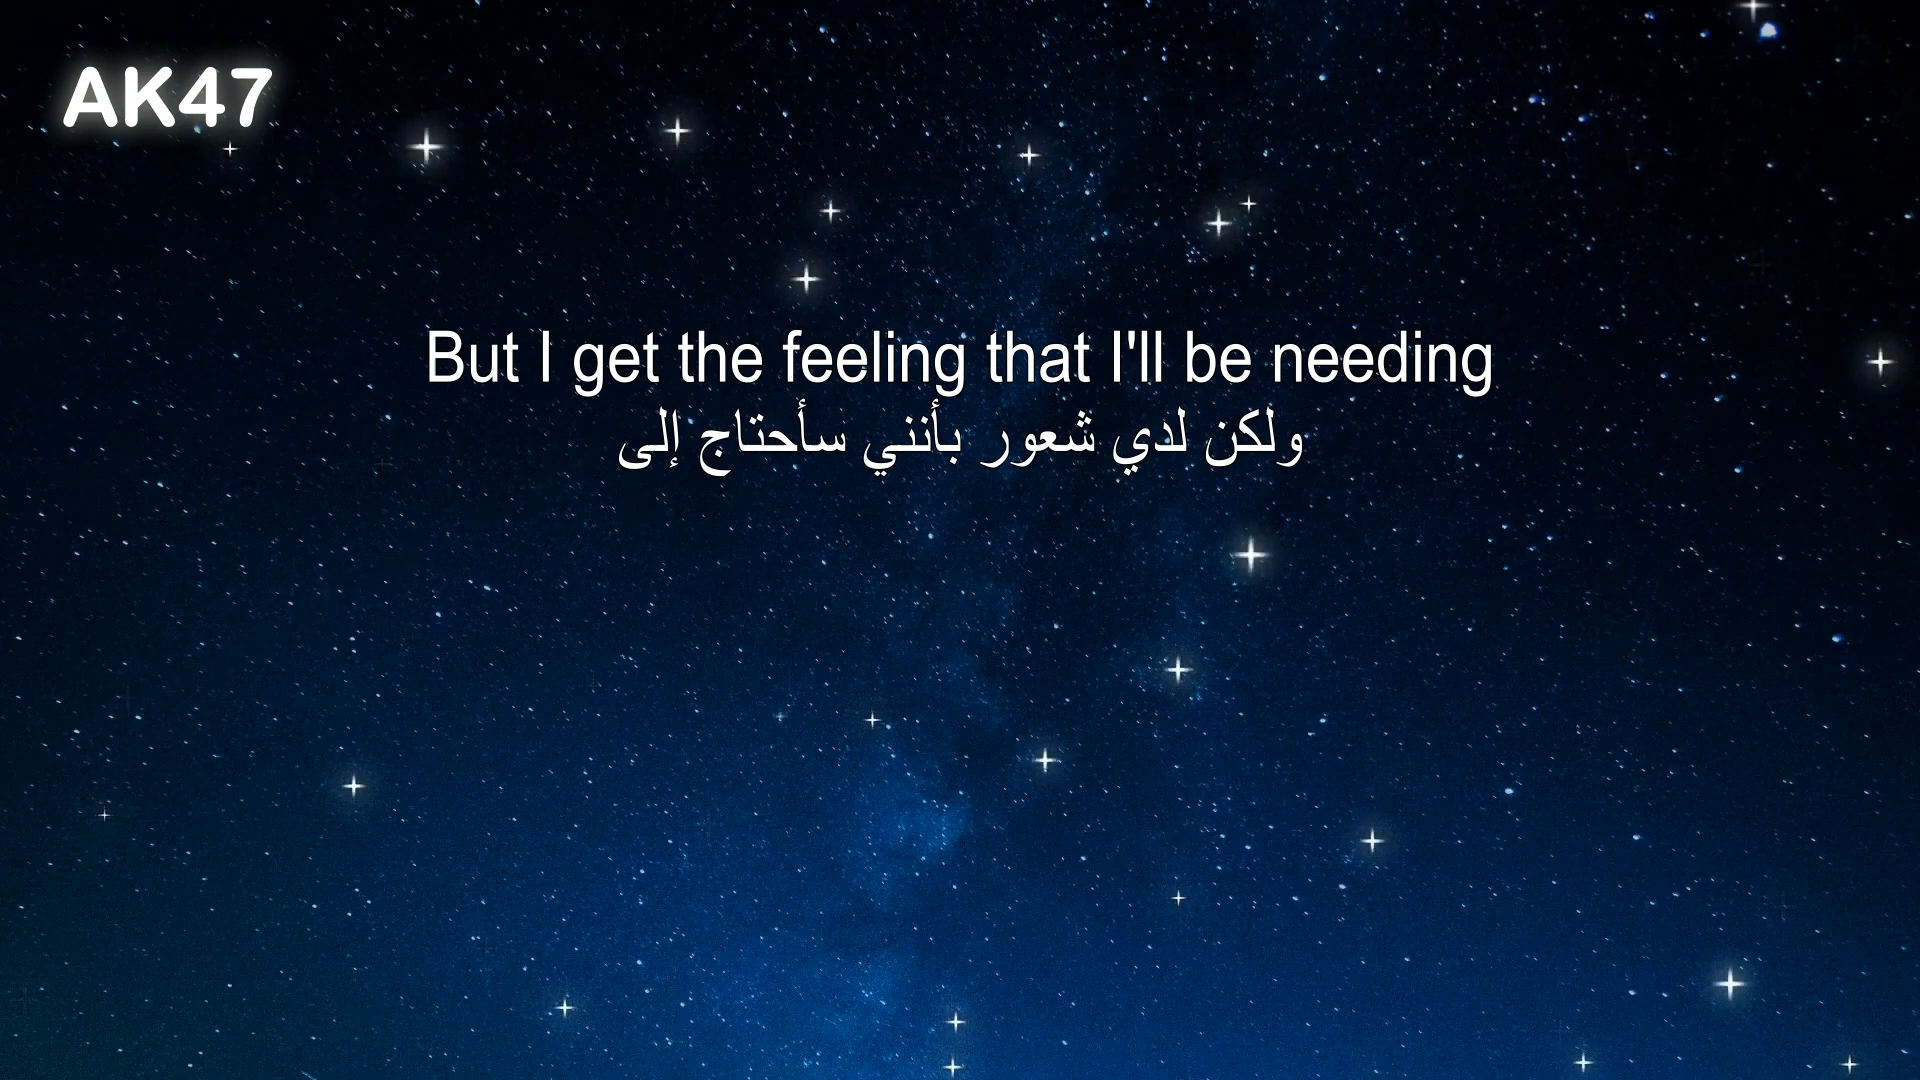 AK47
But I get the feeling that I'll be needing
ولكن لدي شعور بأنني سأحتاج إلى